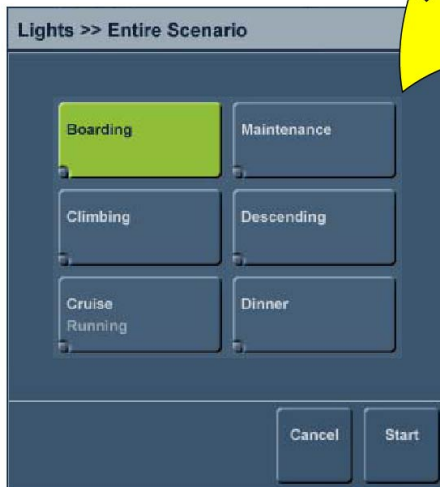 Lights >> Entire Scenario
Boarding
Maintenance
Climbing
Descending
Cruise
Running
Dinner
Cancel
Start